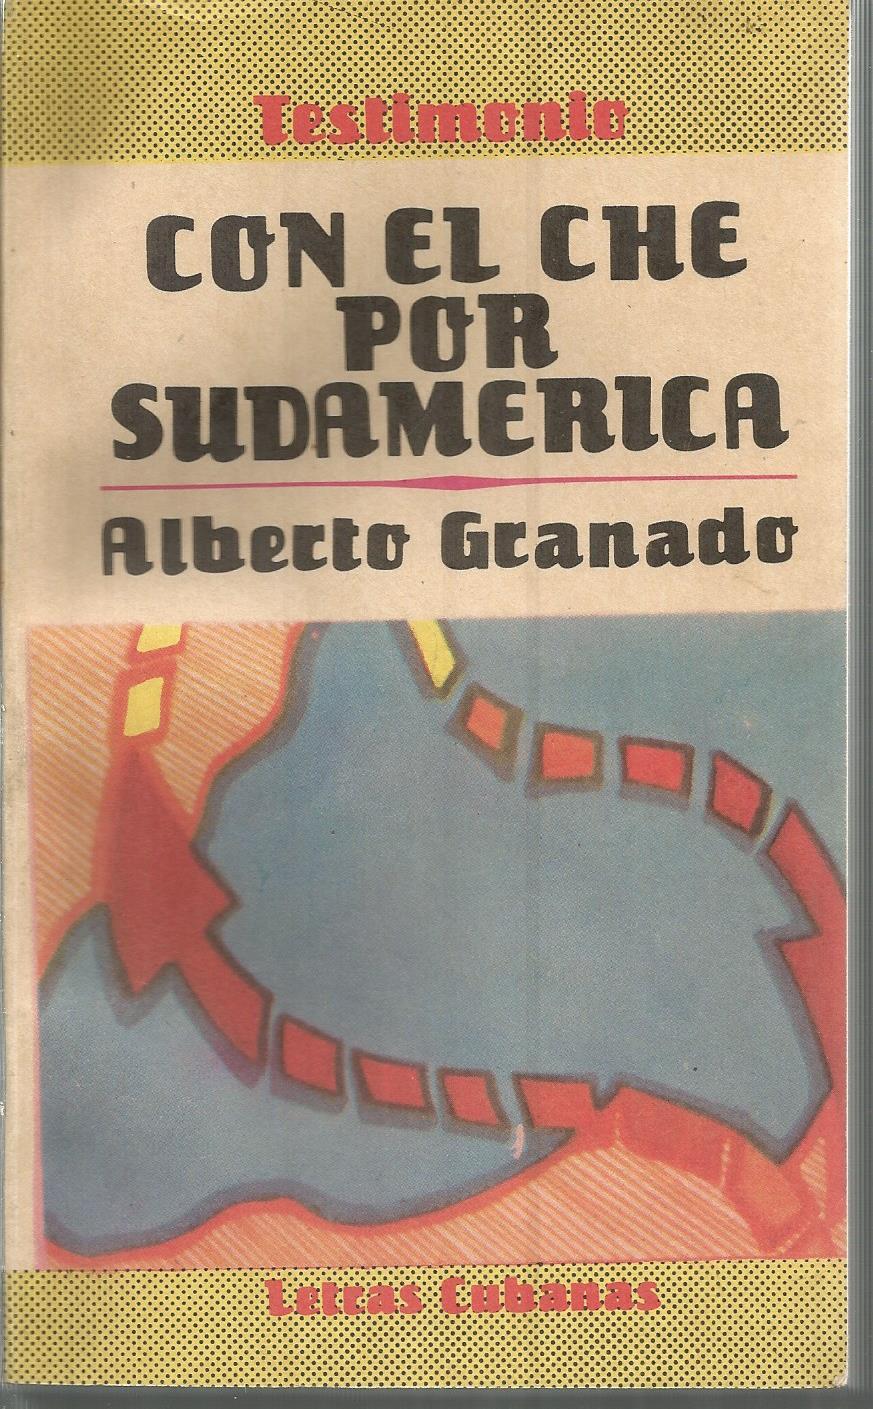 Testimonio
CON EL CHE
POR
SUDAMERICA
Alberto Granado
Letras Cubanas